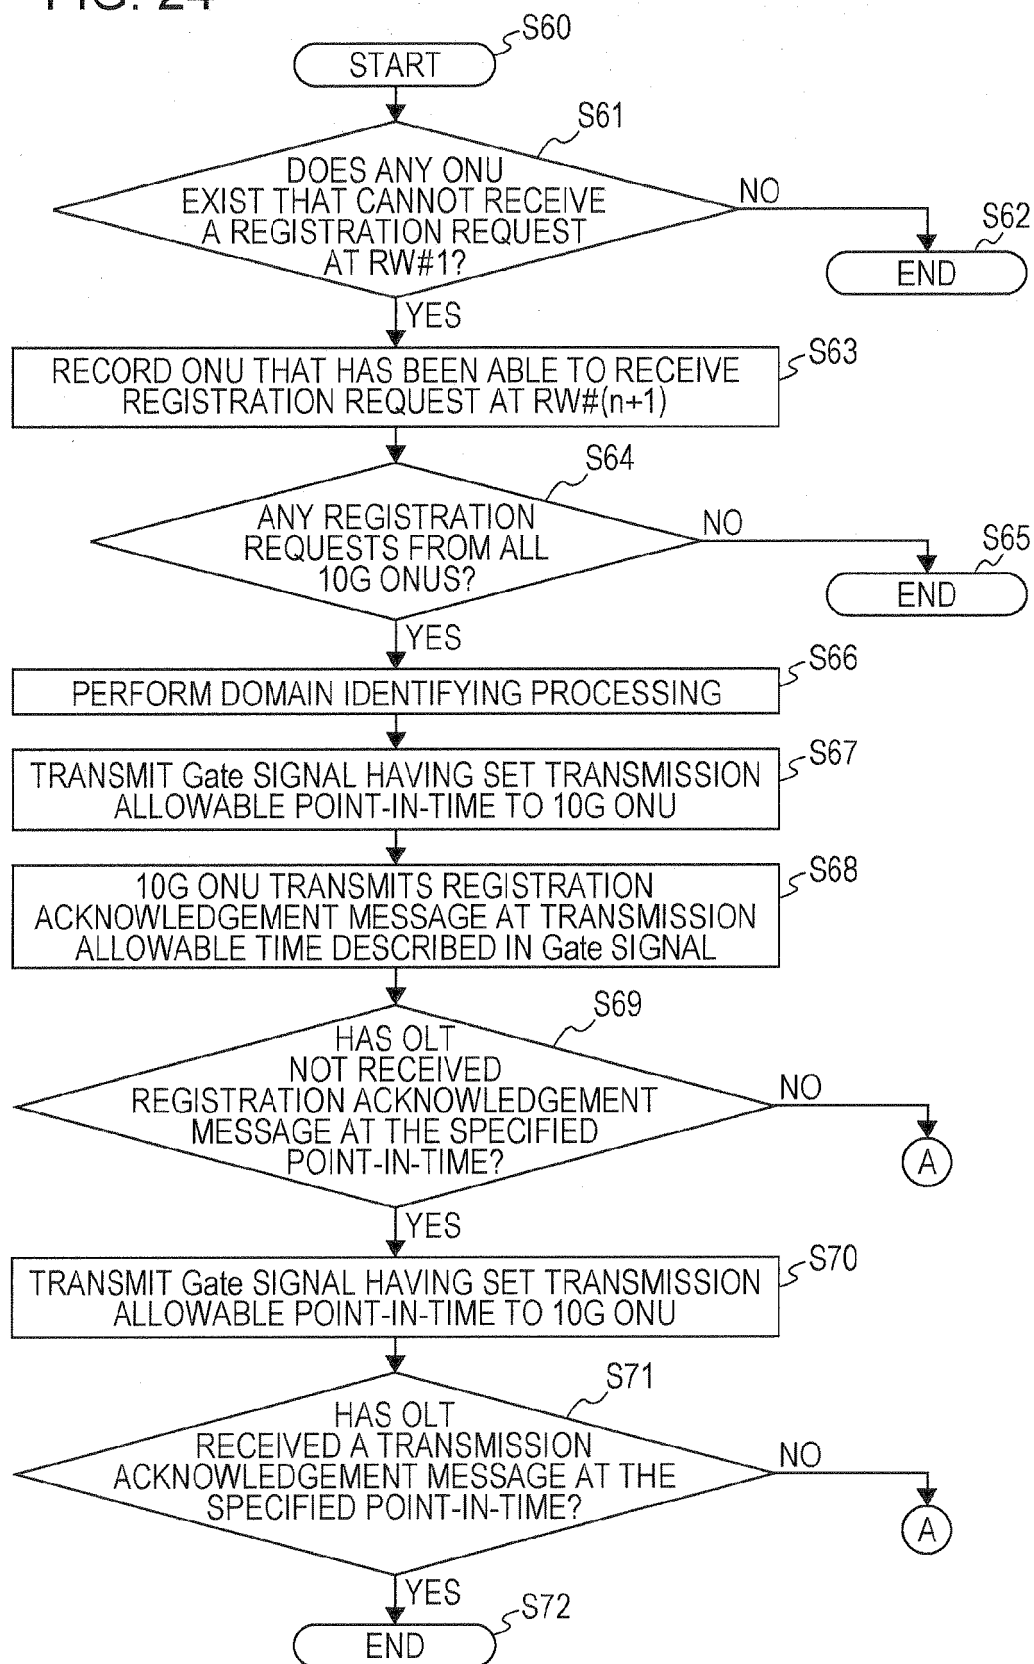 FIG. 24
S60
START
S61
DOES ANY ONU
EXIST THAT CANNOT RECEIVE
A REGISTRATION REQUEST
AT RW#1?
NO
S62
END
YES
S63
RECORD ONU THAT HAS BEEN ABLE TO RECEIVE
REGISTRATION REQUEST AT RW#(n+1)
S64
ANY REGISTRATION
REQUESTS FROM ALL
10G ONUS?
NO
S65
END
YES
S66
PERFORM DOMAIN IDENTIFYING PROCESSING
S67
TRANSMIT Gate SIGNAL HAVING SET TRANSMISSION
ALLOWABLE POINT-IN-TIME TO 10G ONU
S68
10G ONU TRANSMITS REGISTRATION
ACKNOWLEDGEMENT MESSAGE AT TRANSMISSION
ALLOWABLE TIME DESCRIBED IN Gate SIGNAL
S69
HAS OLT
NOT RECEIVED
REGISTRATION ACKNOWLEDGEMENT
MESSAGE AT THE SPECIFIED
POINT-IN-TIME?
NO
A
YES
S70
TRANSMIT Gate SIGNAL HAVING SET TRANSMISSION
ALLOWABLE POINT-IN-TIME TO 10G ONU
S71
HAS OLT
RECEIVED A TRANSMISSION
ACKNOWLEDGEMENT MESSAGE AT THE
SPECIFIED POINT-IN-TIME?
NO
A
YES
S72
END